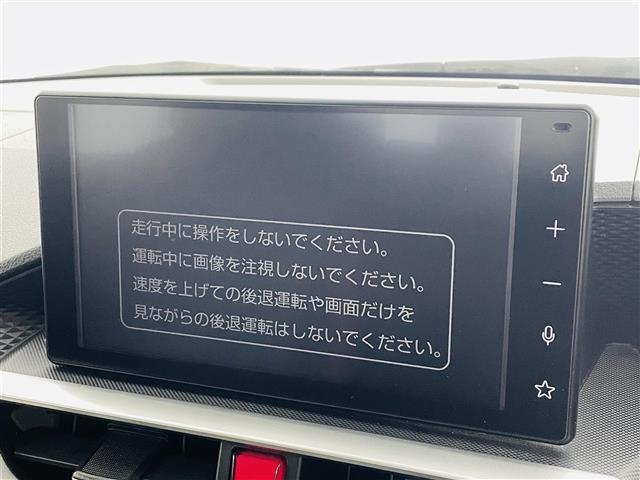 走行中に操作をしないでください。
運転中に画像を注視しないでください。
速度を上げての後退運転や画面だけを
見ながらの後退運転はしないでください。